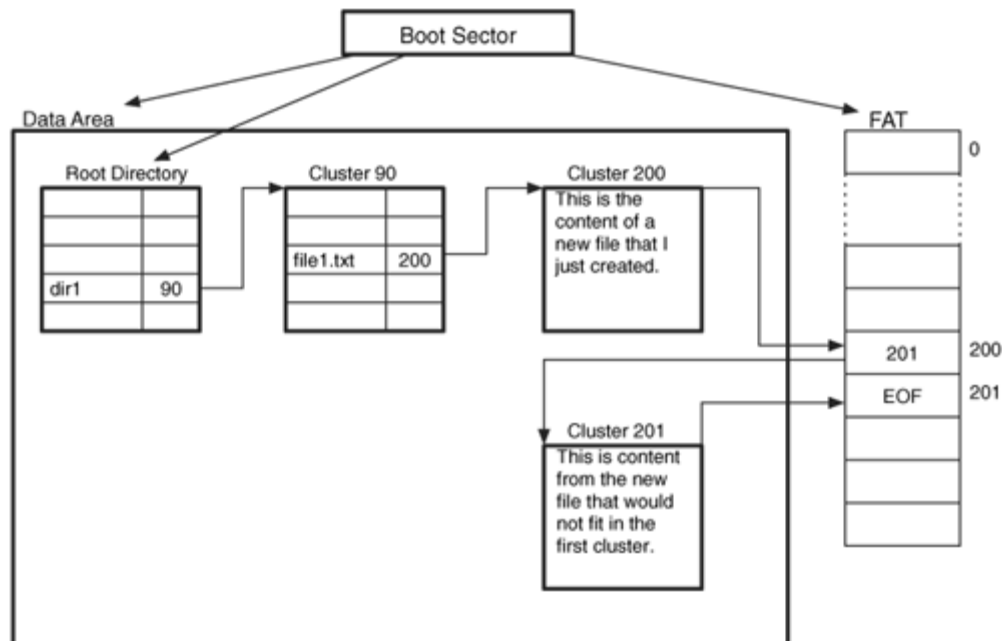 Boot Sector
Data Area
FAT
0
Root Directory
Cluster 90
Cluster 200
This is the
content of a
new file that I
just created.
file1.txt 200
dir1 90
201 200
EOF 201
Cluster 201
This is content
from the new
file that would
not fit in the
first cluster.